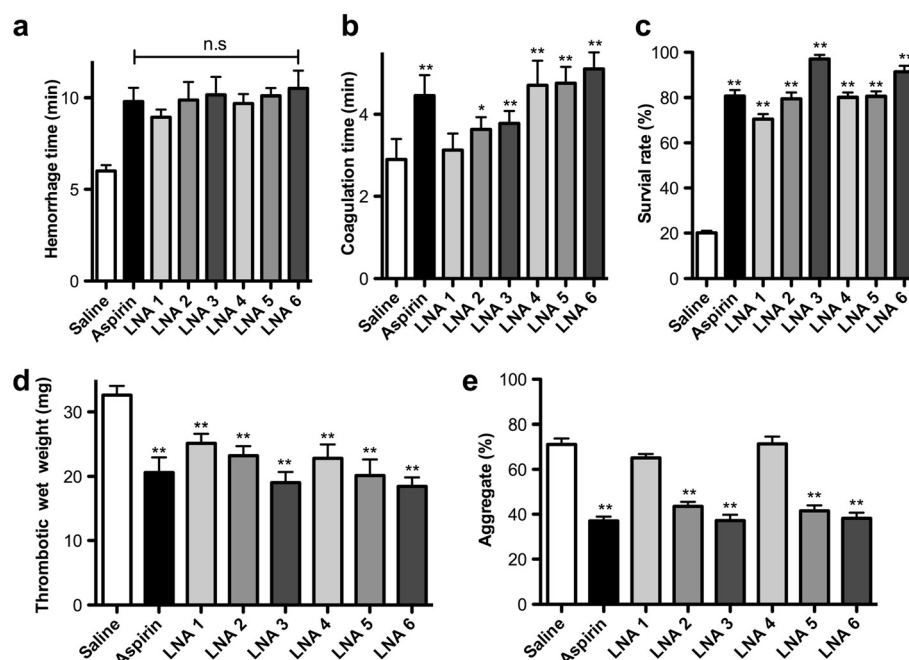 a
n.s
Hemorrhage time (min)
10
5
0
Saline
Aspirin
LNA 1
LNA 2
LNA 3
LNA 4
LNA 5
LNA 6
b
Coagulation time (min)
4
2
0
**
*
**
**
**
**
Saline
Aspirin
LNA 1
LNA 2
LNA 3
LNA 4
LNA 5
LNA 6
c
Survial rate (%)
100
80
60
40
20
0
**
**
**
**
**
**
**
Saline
Aspirin
LNA 1
LNA 2
LNA 3
LNA 4
LNA 5
LNA 6
d
Thrombotic wet weight (mg)
30
20
10
0
**
**
**
**
**
**
**
Saline
Aspirin
LNA 1
LNA 2
LNA 3
LNA 4
LNA 5
LNA 6
e
Aggregate (%)
100
80
60
40
20
0
**
**
**
**
**
Saline
Aspirin
LNA 1
LNA 2
LNA 3
LNA 4
LNA 5
LNA 6